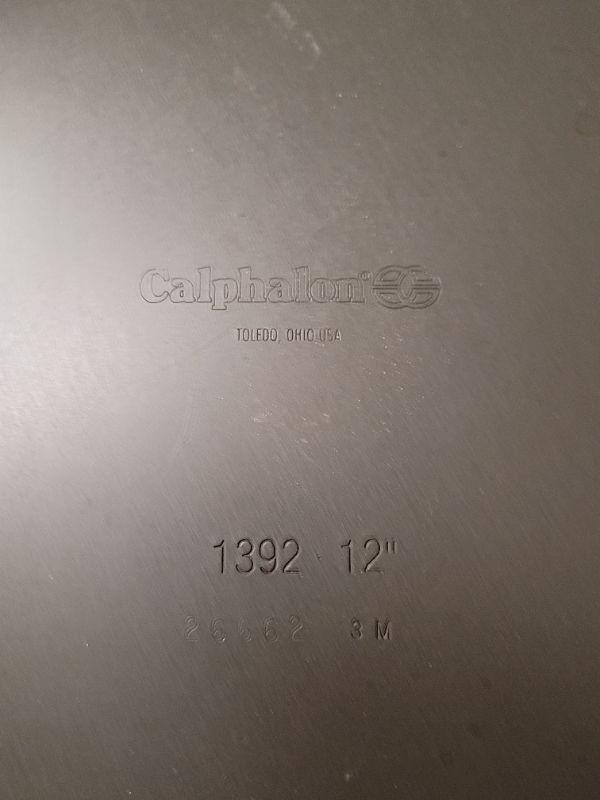 Calphalon®
TOLEDO, OHIO USA
1392 12"
3 M